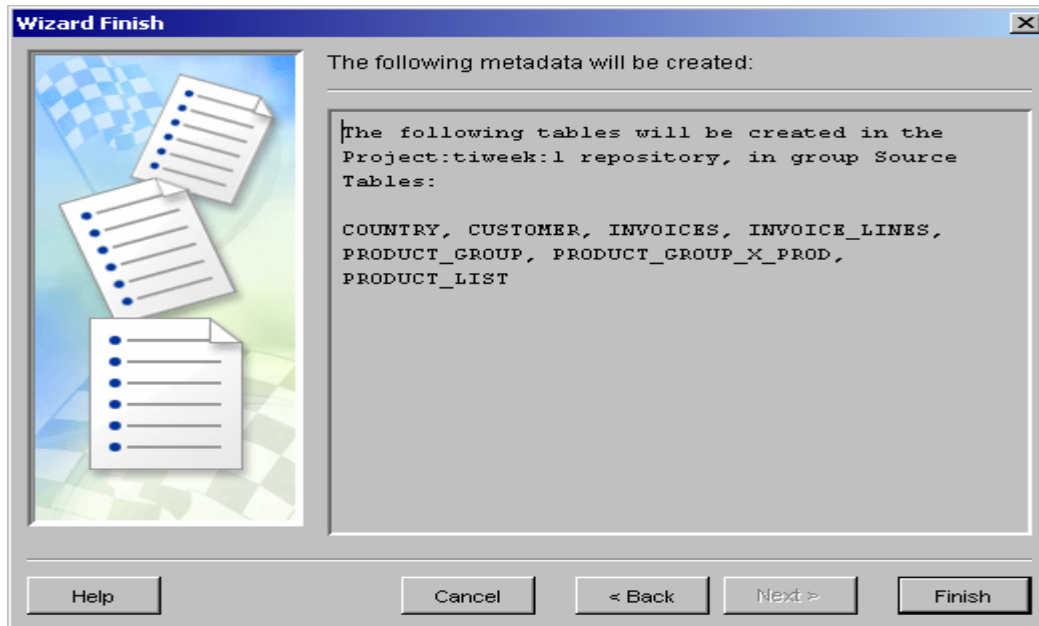 Wizard Finish
The following metadata will be created:
The following tables will be created in the
Project:tiweek:1 repository, in group Source
Tables:
COUNTRY, CUSTOMER, INVOICES, INVOICE_LINES,
PRODUCT_GROUP, PRODUCT_GROUP_X_PROD,
PRODUCT_LIST
Help
Cancel
< Back
Next >
Finish